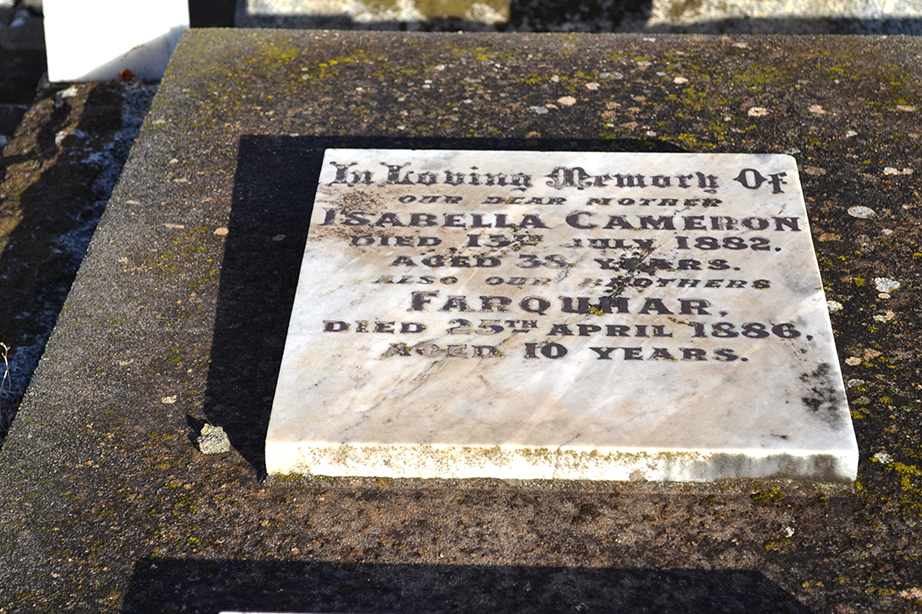 In Loving Memory Of
OUR DEAR MOTHER
ISABELLA CAMERON
DIED 13TH JULY 1882.
AGED 38 YEARS.
ALSO OUR BROTHERS
FARQUHAR,
DIED 25TH APRIL 1886,
AGED 10 YEARS.